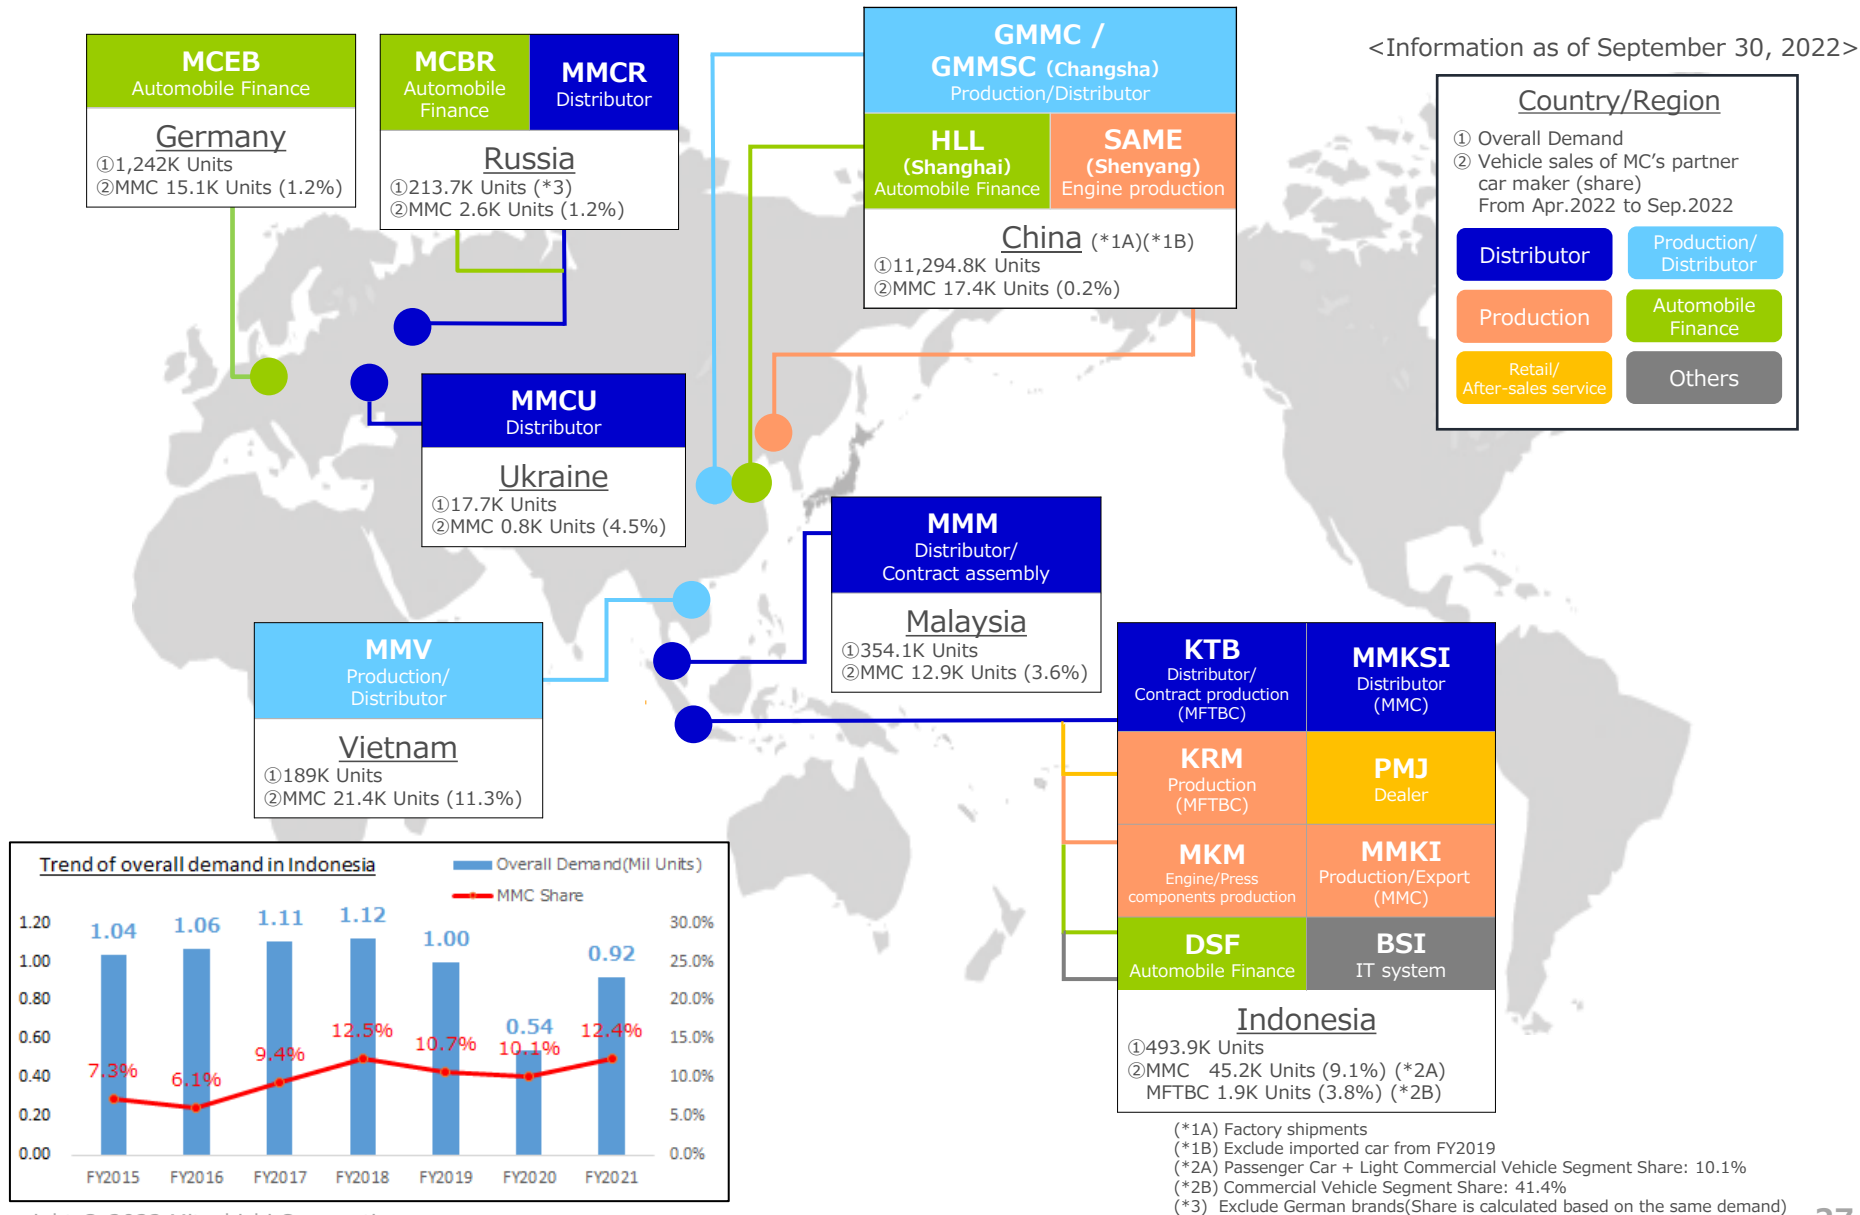 MCEB
Automobile Finance
Germany
①1,242K Units
②MMC 15.1K Units (1.2%)
MCBR
Automobile
Finance
MMCR
Distributor
Russia
①213.7K Units (*3)
②MMC 2.6K Units (1.2%)
GMMC /
GMMSC (Changsha)
Production/Distributor
HLL
(Shanghai)
Automobile Finance
SAME
(Shenyang)
Engine production
China (*1A)(*1B)
①11,294.8K Units
②MMC 17.4K Units (0.2%)
<Information as of September 30, 2022>
Country/Region
① Overall Demand
② Vehicle sales of MC's partner
car maker (share)
From Apr.2022 to Sep.2022
Distributor
Production/
Distributor
Production
Automobile
Finance
Retail/
After-sales service
Others
MMCU
Distributor
Ukraine
①17.7K Units
②MMC 0.8K Units (4.5%)
MMM
Distributor/
Contract assembly
Malaysia
①354.1K Units
②MMC 12.9K Units (3.6%)
MMV
Production/
Distributor
Vietnam
①189K Units
②MMC 21.4K Units (11.3%)
KTB
Distributor/
Contract production
(MFTBC)
MMKSI
Distributor
(MMC)
KRM
Production
(MFTBC)
PMJ
Dealer
MKM
Engine/Press
components production
MMKI
Production/Export
(MMC)
DSF
Automobile Finance
BSI
IT system
Indonesia
①493.9K Units
②MMC 45.2K Units (9.1%) (*2A)
MFTBC 1.9K Units (3.8%) (*2B)
Trend of overall demand in Indonesia
Overall Demand(Mil Units)
MMC Share
1.20
1.00
0.80
0.60
0.40
0.20
0.00
1.04
1.06
1.11
1.12
1.00
0.54
0.92
7.3%
6.1%
9.4%
12.5%
10.7%
10.1%
12.4%
30.0%
25.0%
20.0%
15.0%
10.0%
5.0%
0.0%
FY2015
FY2016
FY2017
FY2018
FY2019
FY2020
FY2021
(*1A) Factory shipments
(*1B) Exclude imported car from FY2019
(*2A) Passenger Car + Light Commercial Vehicle Segment Share: 10.1%
(*2B) Commercial Vehicle Segment Share: 41.4%
(*3) Exclude German brands(Share is calculated based on the same demand)